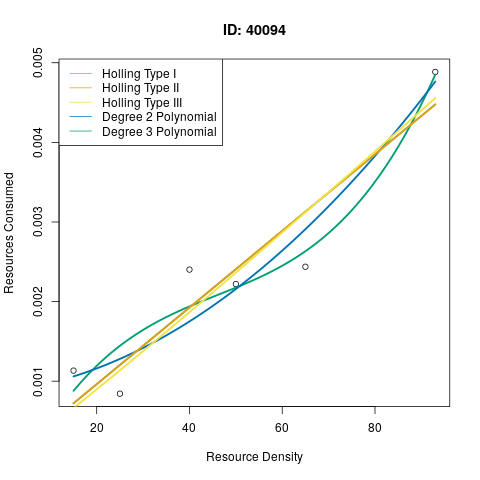 ID: 40094
Holling Type I
Holling Type II
Holling Type III
Degree 2 Polynomial
Degree 3 Polynomial
0.005
0.004
0.003
0.002
0.001
Resources Consumed
20 40 60 80
Resource Density